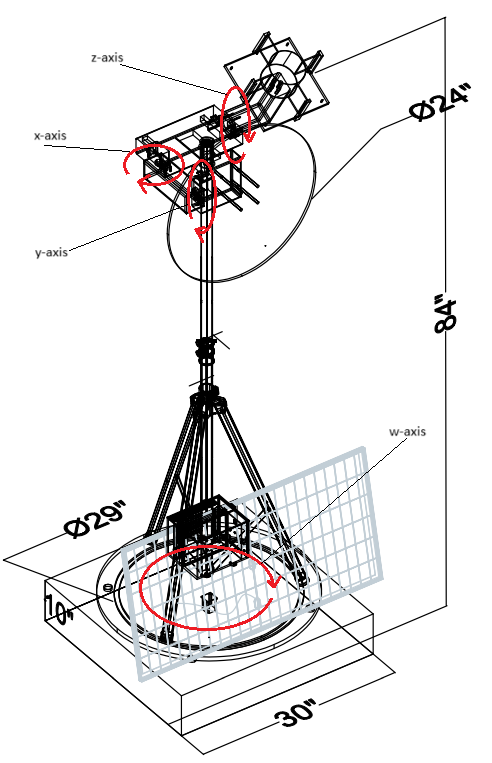 z-axis
Ø24"
x-axis
y-axis
84"
w-axis
Ø29"
10"
30"